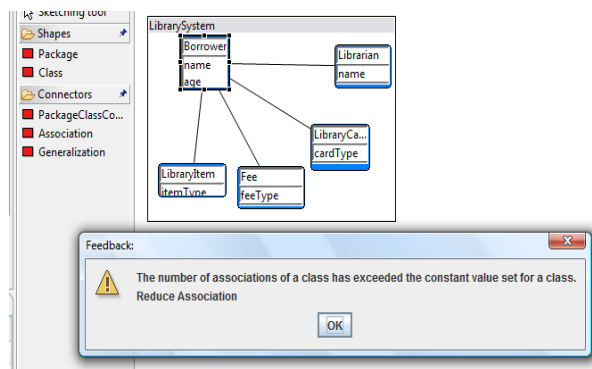 Sketching tool
Shapes
Package
Class
Connectors
PackageClassCo...
Association
Generalization
LibrarySystem
Borrower
name
age
Librarian
name
LibraryCa...
cardType
LibraryItem
itemType
Fee
feeType
Feedback:
x
The number of associations of a class has exceeded the constant value set for a class.
Reduce Association
OK